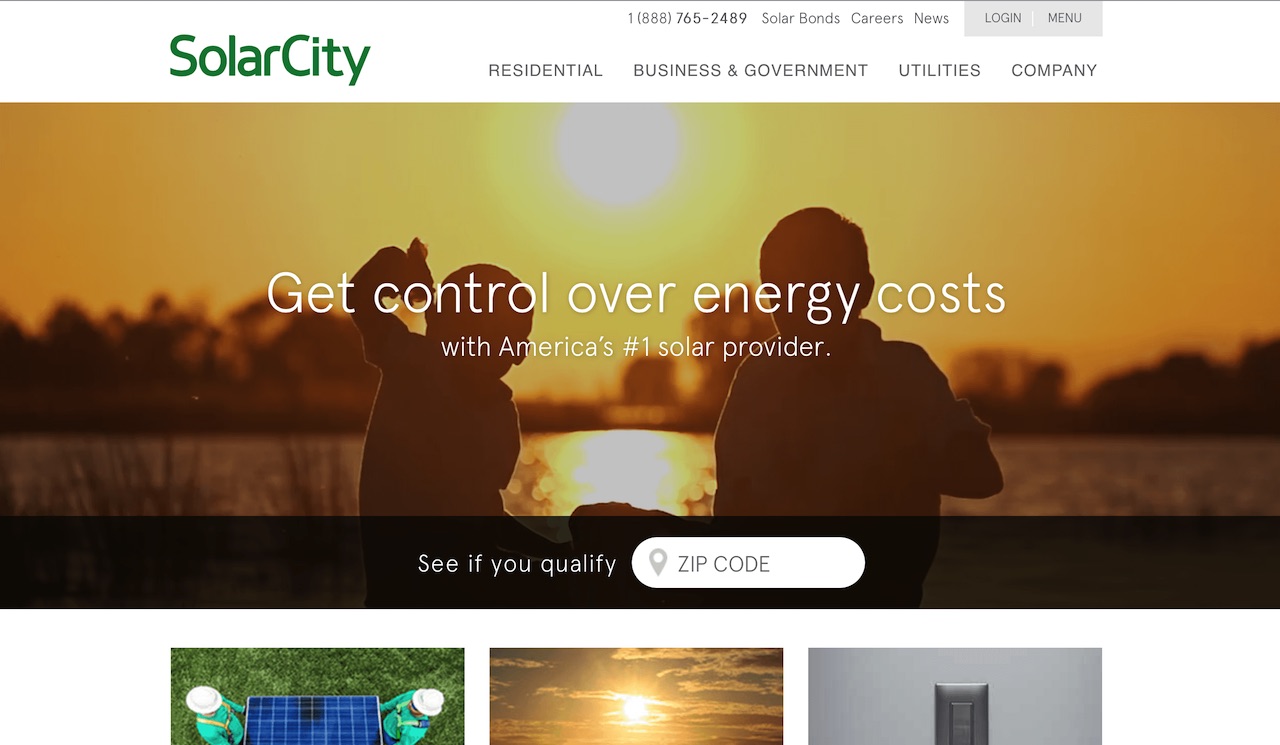 1 (888) 765-2489 Solar Bonds Careers News LOGIN MENU
SolarCity
RESIDENTIAL BUSINESS & GOVERNMENT UTILITIES COMPANY
Get control over energy costs
with America's #1 solar provider.
See if you qualify ZIP CODE